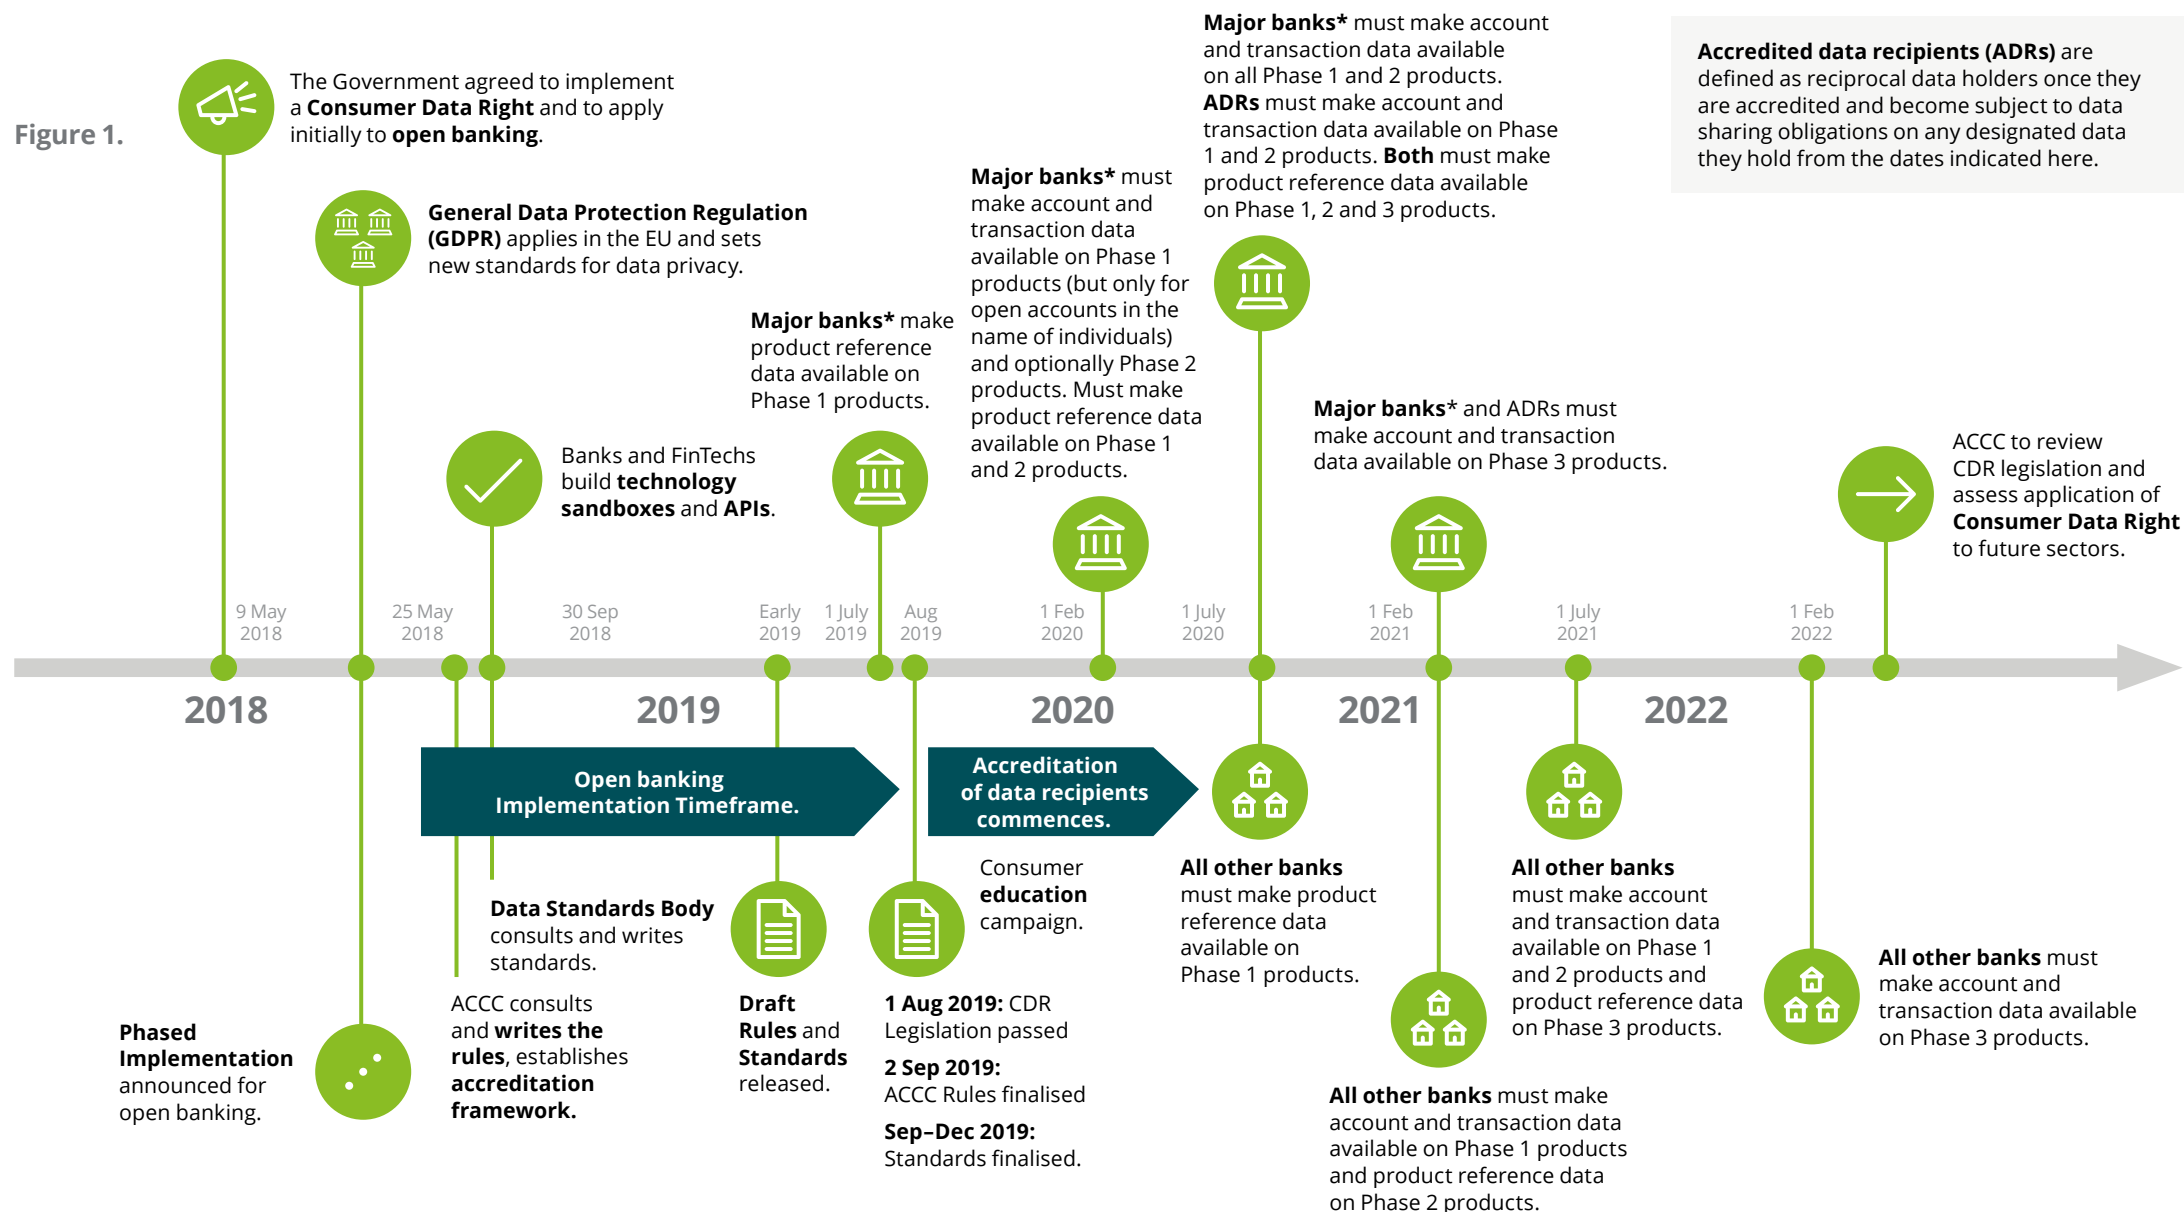 Figure 1.
The Government agreed to implement
a Consumer Data Right and to apply
initially to open banking.
General Data Protection Regulation
(GDPR) applies in the EU and sets
new standards for data privacy.
Banks and FinTechs
build technology
sandboxes and APIs.
Major banks* make
product reference
data available on
Phase 1 products.
Major banks* must
make account and
transaction data
available on Phase 1
products (but only for
open accounts in the
name of individuals)
and optionally Phase 2
products. Must make
product reference data
available on Phase 1
and 2 products.
Major banks* must make account
and transaction data available
on all Phase 1 and 2 products.
ADRs must make account and
transaction data available on Phase
1 and 2 products. Both must make
product reference data available
on Phase 1, 2 and 3 products.
Major banks* and ADRs must
make account and transaction
data available on Phase 3 products.
Accredited data recipients (ADRs) are
defined as reciprocal data holders once they
are accredited and become subject to data
sharing obligations on any designated data
they hold from the dates indicated here.
ACCC to review
CDR legislation and
assess application of
Consumer Data Right
to future sectors.
9 May
2018
25 May
2018
30 Sep
2018
Early
2019
1 July
2019
Aug
2019
1 Feb
2020
1 July
2020
1 Feb
2021
1 July
2021
1 Feb
2022
2018
2019
2020
2021
2022
Open banking
Implementation Timeframe.
Accreditation
of data recipients
commences.
Phased
Implementation
announced for
open banking.
Data Standards Body
consults and writes
standards.
ACCC consults
and writes the
rules, establishes
accreditation
framework.
Draft
Rules and
Standards
released.
Consumer
education
campaign.
1 Aug 2019: CDR
Legislation passed
2 Sep 2019:
ACCC Rules finalised
Sep–Dec 2019:
Standards finalised.
All other banks
must make product
reference data
available on
Phase 1 products.
All other banks must make
account and transaction data
available on Phase 1 products
and product reference data
on Phase 2 products.
All other banks
must make account
and transaction data
available on Phase 1
and 2 products and
product reference data
on Phase 3 products.
All other banks must
make account and
transaction data available
on Phase 3 products.